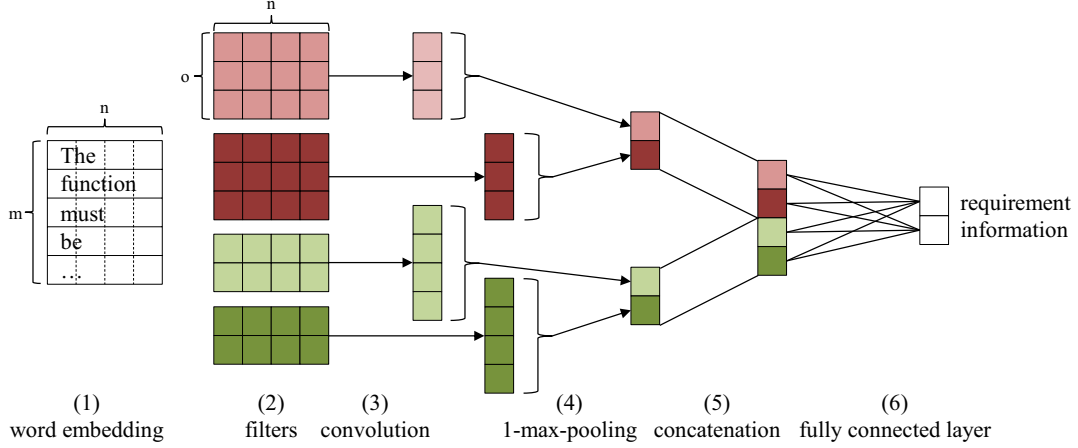 n
o
n
m
The
function
must
be
…
requirement
information
(1)
word embedding
(2)
filters
(3)
convolution
(4)
1-max-pooling
(5)
concatenation
(6)
fully connected layer